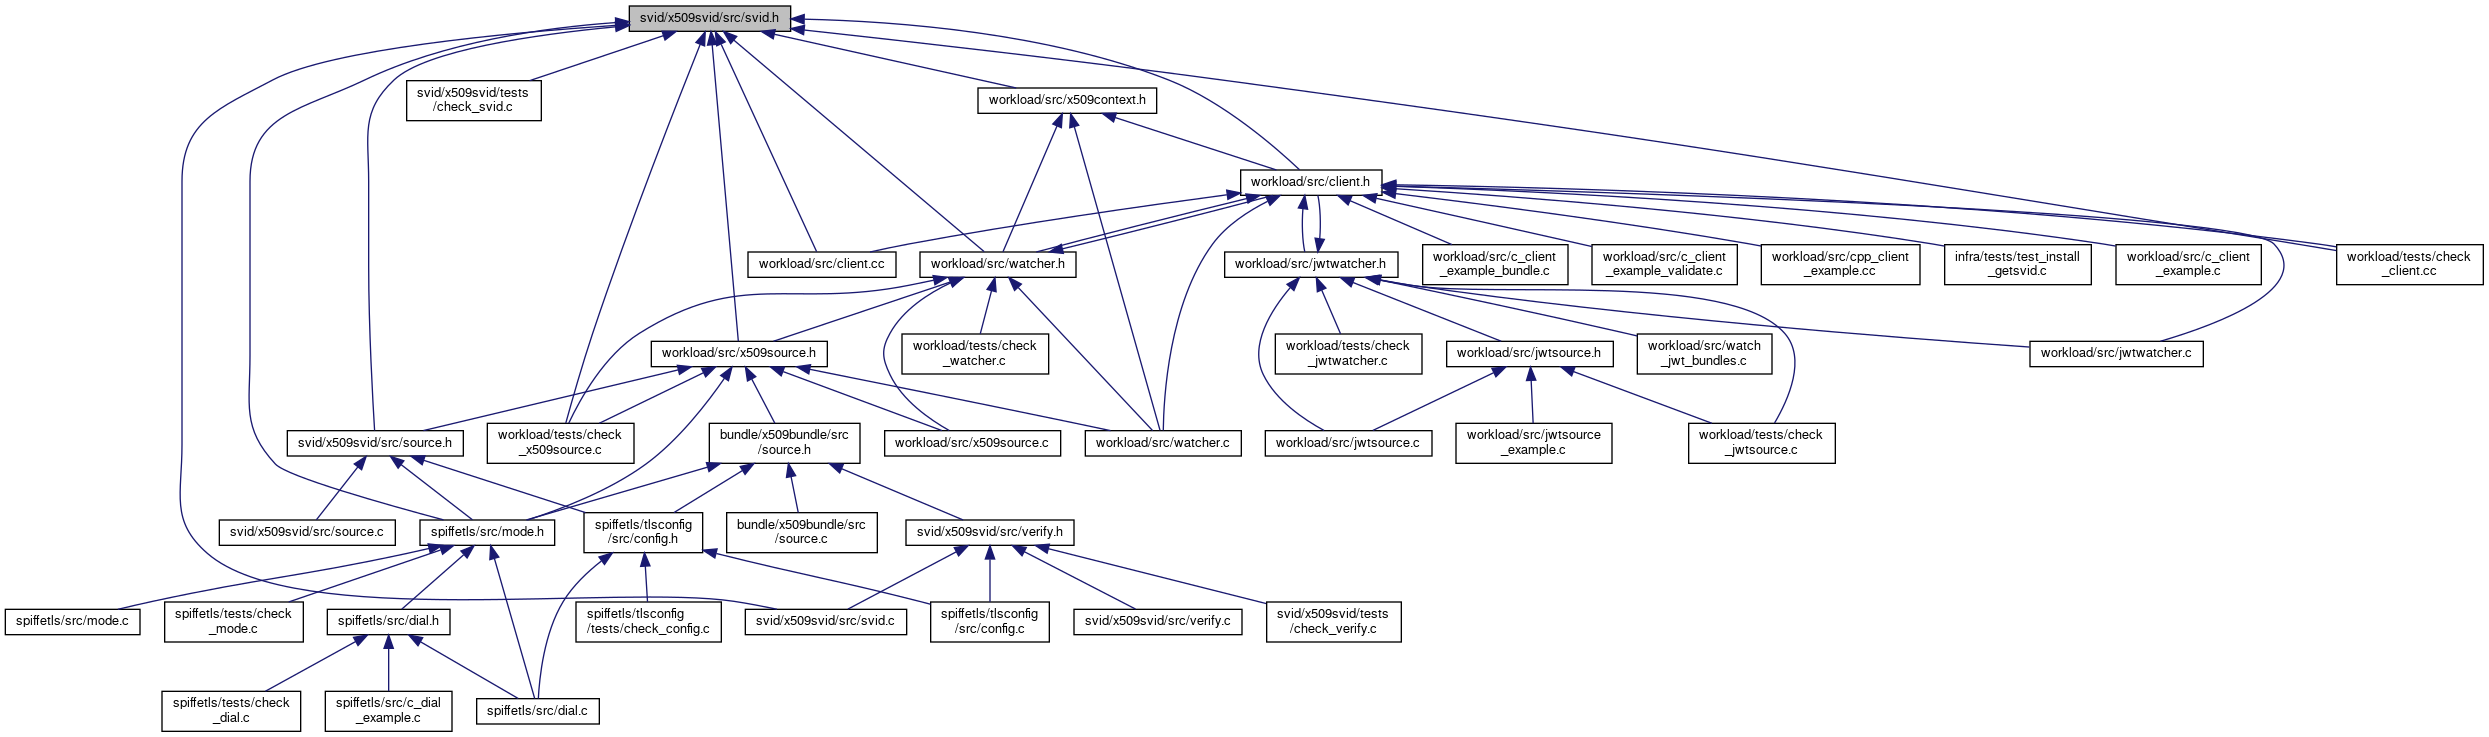 svid/x509svid/src/svid.h
svid/x509svid/tests
/check_svid.c
workload/src/x509context.h
workload/src/client.h
workload/src/client.cc
workload/src/watcher.h
workload/src/jwtwatcher.h
workload/src/c_client
_example_bundle.c
workload/src/c_client
_example_validate.c
workload/src/cpp_client
_example.cc
infra/tests/test_install
_getsvid.c
workload/src/c_client
_example.c
workload/tests/check
_client.cc
workload/src/x509source.h
workload/tests/check
_watcher.c
workload/tests/check
_jwtwatcher.c
workload/src/jwtsource.h
workload/src/watch
_jwt_bundles.c
workload/src/jwtwatcher.c
svid/x509svid/src/source.h
workload/tests/check
_x509source.c
bundle/x509bundle/src
/source.h
workload/src/x509source.c
workload/src/watcher.c
workload/src/jwtsource.c
workload/src/jwtsource
_example.c
workload/tests/check
_jwtsource.c
svid/x509svid/src/source.c
spiffetls/src/mode.h
spiffetls/tlsconfig
/src/config.h
bundle/x509bundle/src
/source.c
svid/x509svid/src/verify.h
spiffetls/src/mode.c
spiffetls/tests/check
_mode.c
spiffetls/src/dial.h
spiffetls/tlsconfig
/tests/check_config.c
svid/x509svid/src/svid.c
spiffetls/tlsconfig
/src/config.c
svid/x509svid/src/verify.c
svid/x509svid/tests
/check_verify.c
spiffetls/tests/check
_dial.c
spiffetls/src/c_dial
_example.c
spiffetls/src/dial.c